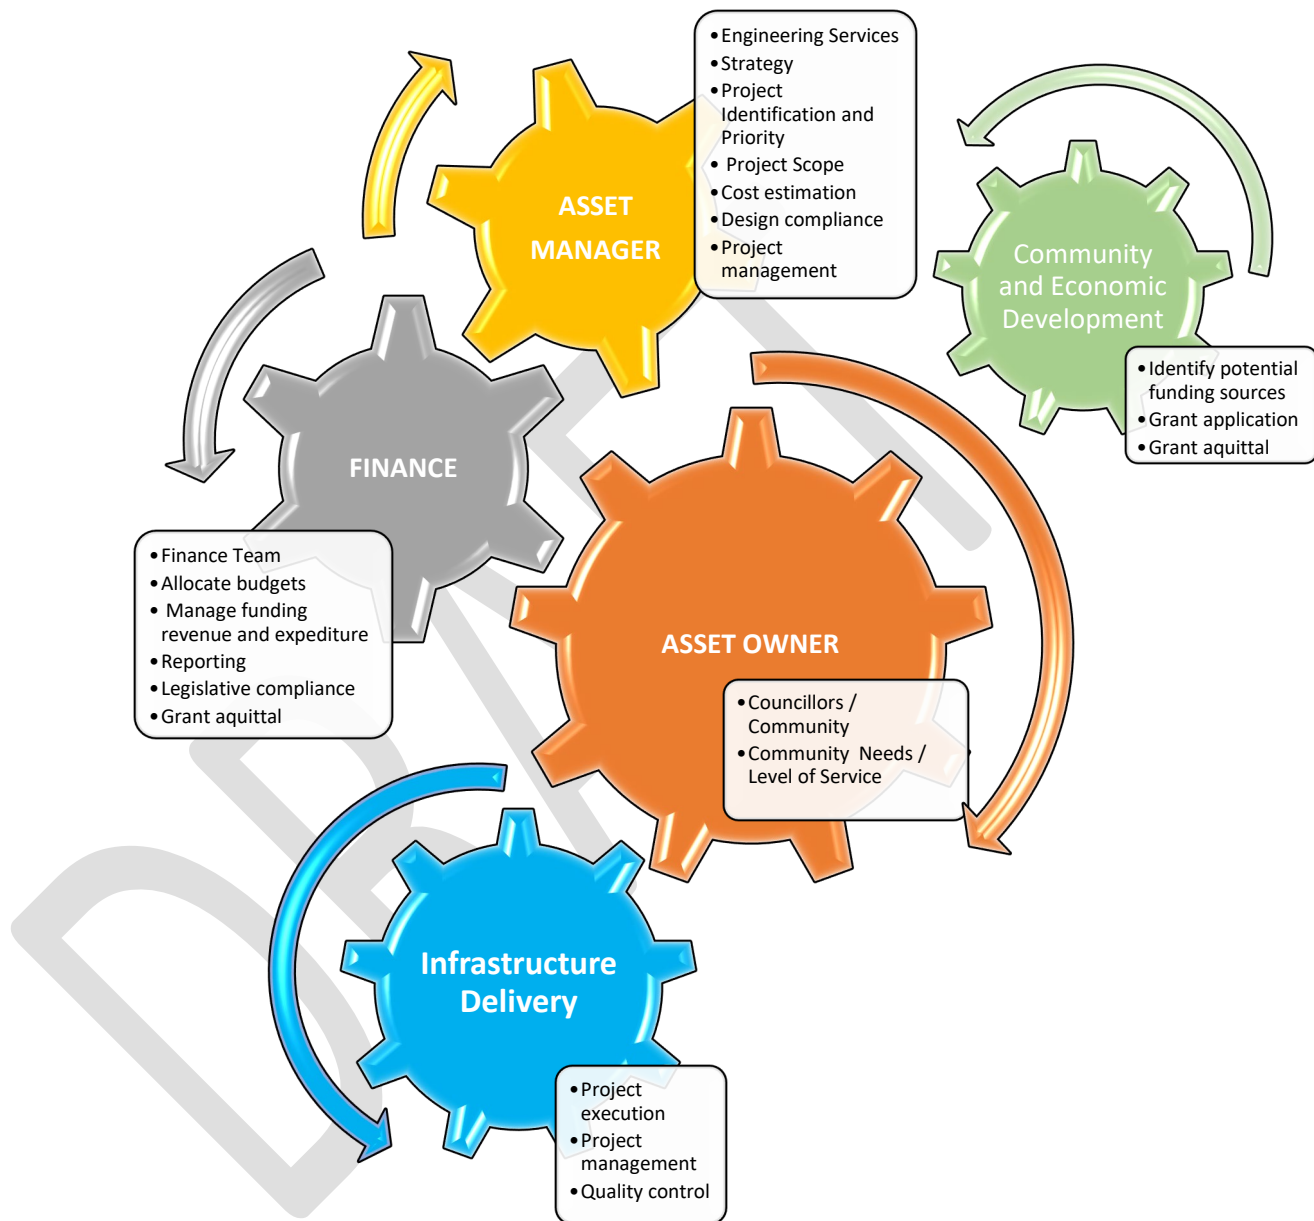 •Engineering Services
•Strategy
•Project
Identification and
Priority
• Project Scope
•Cost estimation
•Design compliance
•Project
management
ASSET
MANAGER
Community
and Economic
Development
•Identify potential
funding sources
•Grant application
•Grant aquittal
FINANCE
•Finance Team
•Allocate budgets
• Manage funding
revenue and expediture
•Reporting
•Legislative compliance
•Grant aquittal
ASSET OWNER
•Councillors /
Community
•Community Needs /
Level of Service
Infrastructure
Delivery
•Project
execution
•Project
management
•Quality control
DRAFT